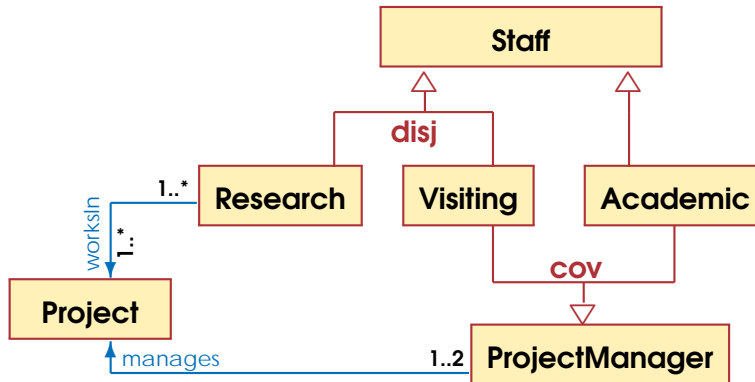 Staff
disj
1..*
Research
Visiting
Academic
worksIn
1..*
cov
Project
manages
1..2
ProjectManager